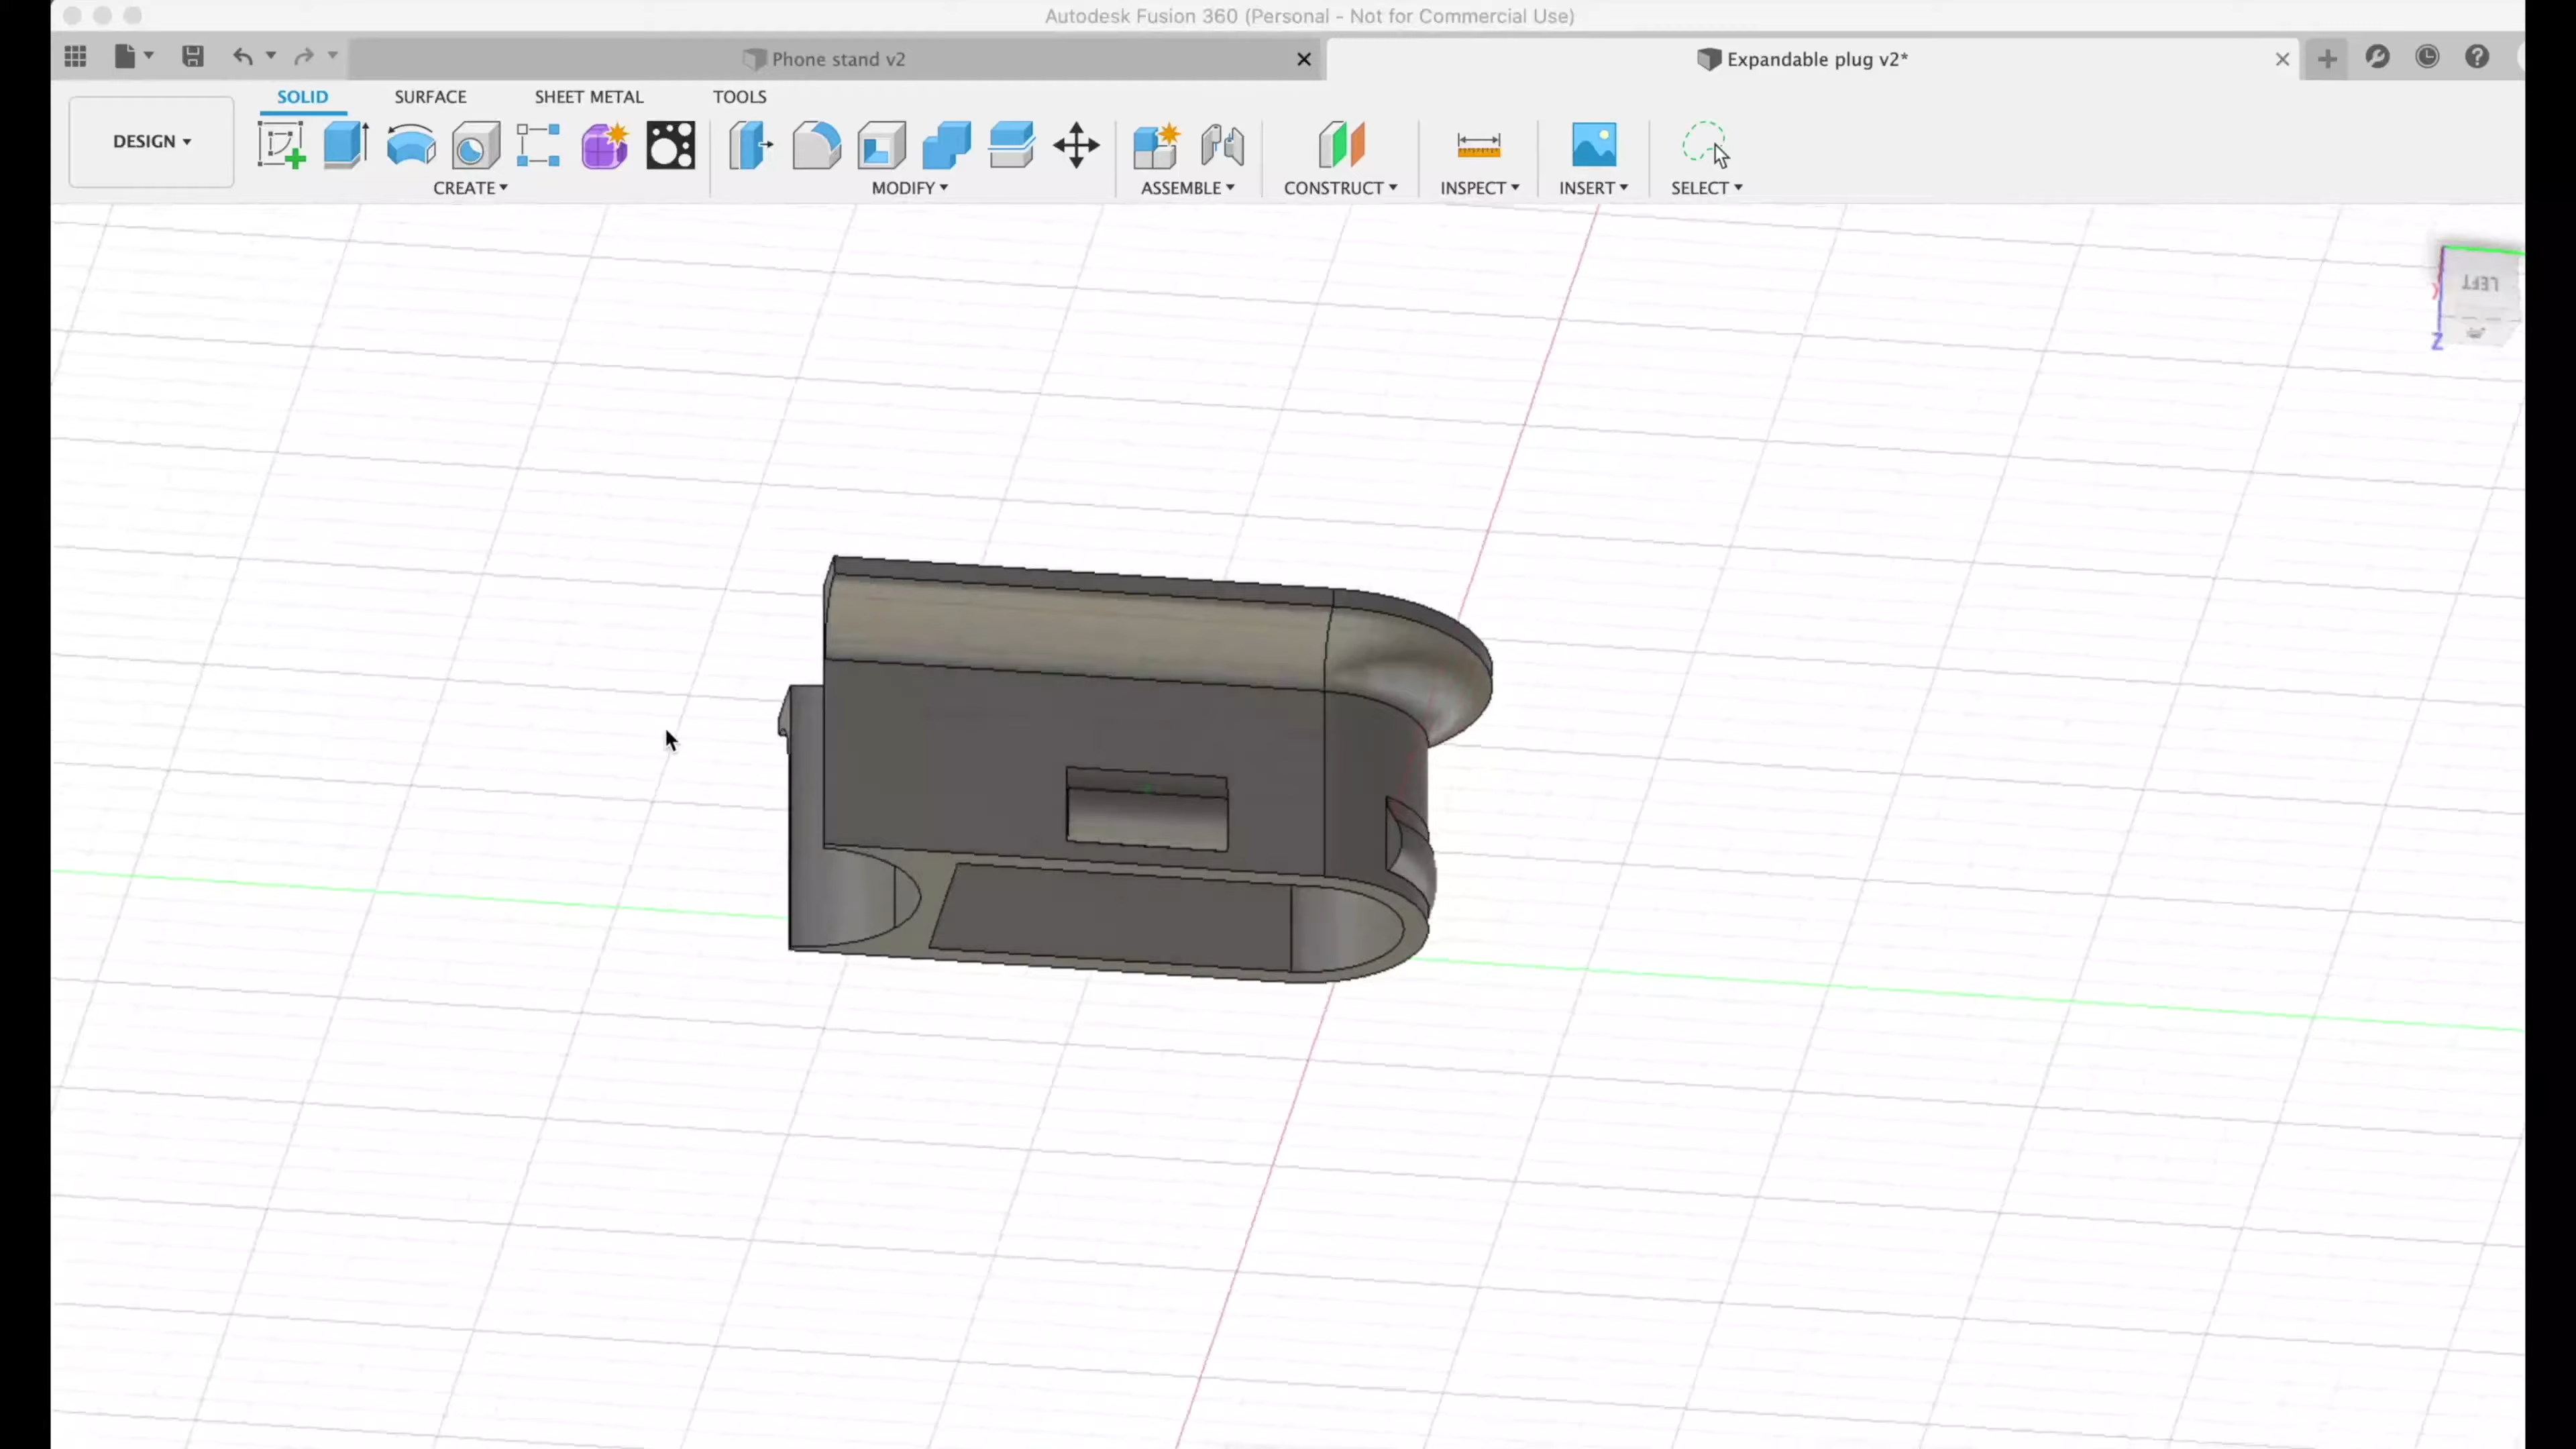 Autodesk Fusion 360 (Personal - Not for Commercial Use)
Phone stand v2
Expandable plug v2*
SOLID
SURFACE
SHEET METAL
TOOLS
DESIGN
CREATE
MODIFY
ASSEMBLE
CONSTRUCT
INSPECT
INSERT
SELECT
LEFT
Z